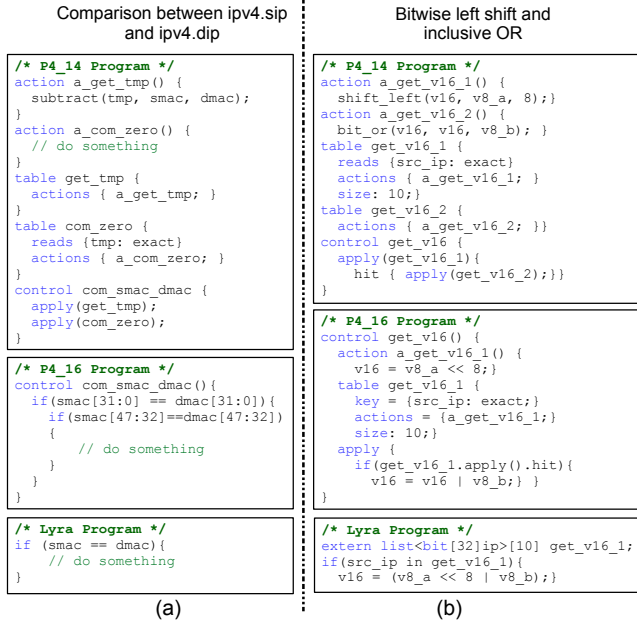 Comparison between ipv4.sip
and ipv4.dip
/* P4_14 Program */
action a_get_tmp() {
  subtract(tmp, smac, dmac);
}
action a_com_zero() {
  // do something
}
table get_tmp {
  actions { a_get_tmp; }
}
table com_zero {
  reads {tmp: exact}
  actions { a_com_zero; }
}
control com_smac_dmac {
  apply(get_tmp);
  apply(com_zero);
}
/* P4_16 Program */
control com_smac_dmac(){
  if(smac[31:0] == dmac[31:0]){
    if(smac[47:32]==dmac[47:32])
    {
       // do something
    }
  }
}
/* Lyra Program */
if (smac == dmac){
    // do something
}
(a)
Bitwise left shift and
inclusive OR
/* P4_14 Program */
action a_get_v16_1() {
  shift_left(v16, v8_a, 8);}
action a_get_v16_2() {
  bit_or(v16, v16, v8_b); }
table get_v16_1 {
  reads {src_ip: exact}
  actions { a_get_v16_1; }
  size: 10;}
table get_v16_2 {
  actions { a_get_v16_2; }}
control get_v16 {
  apply(get_v16_1){
    hit { apply(get_v16_2);}}
}
/* P4_16 Program */
control get_v16() {
  action a_get_v16_1() {
    v16 = v8_a << 8;}
  table get_v16_1 {
    key = {src_ip: exact;}
    actions = {a_get_v16_1;}
    size: 10;}
  apply {
    if(get_v16_1.apply().hit){
      v16 = v16 | v8_b;} }
}
/* Lyra Program */
extern list<bit[32]ip>[10] get_v16_1;
if(src_ip in get_v16_1){
  v16 = (v8_a << 8 | v8_b);}
(b)